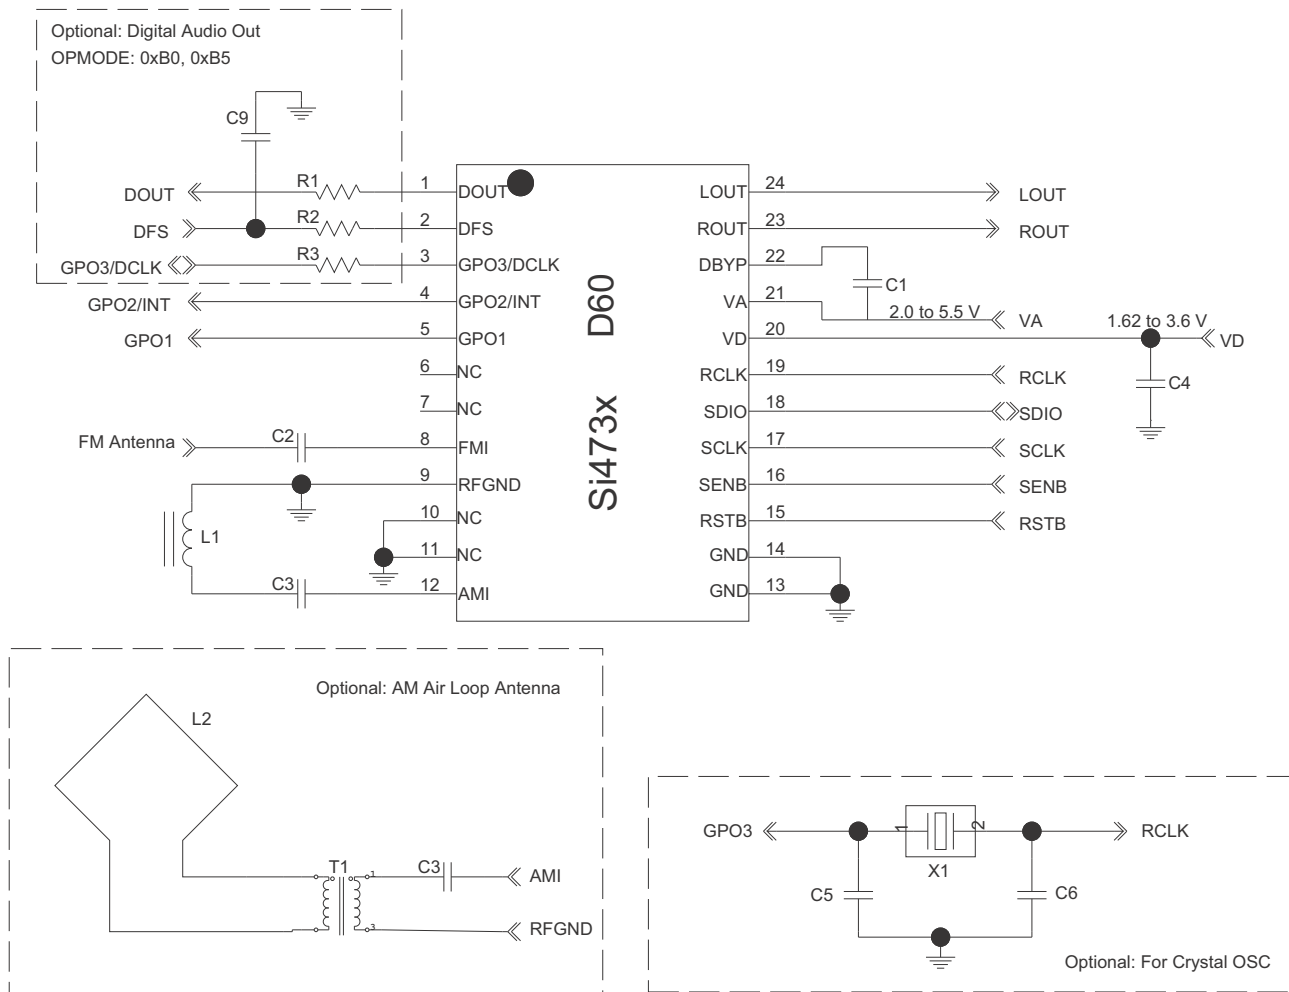 Optional: Digital Audio Out
OPMODE: 0xB0, 0xB5
C9
DOUT
R1
1
DOUT
DFS
R2
2
DFS
GPO3/DCLK
R3
3
GPO3/DCLK
GPO2/INT
4
GPO2/INT
GPO1
5
GPO1
6
NC
7
NC
FM Antenna
C2
8
FMI
9
RFGND
L1
10
NC
11
NC
C3
12
AMI
Si473x D60
LOUT
24
LOUT
ROUT
23
ROUT
DBYP
22
C1
VA
21
2.0 to 5.5 V
VA
VD
20
1.62 to 3.6 V
VD
C4
RCLK
19
RCLK
SDIO
18
SDIO
SCLK
17
SCLK
SENB
16
SENB
RSTB
15
RSTB
GND
14
GND
13
Optional: AM Air Loop Antenna
L2
T1
1
C3
AMI
3
RFGND
GPO3
1
2
RCLK
X1
C5
C6
Optional: For Crystal OSC